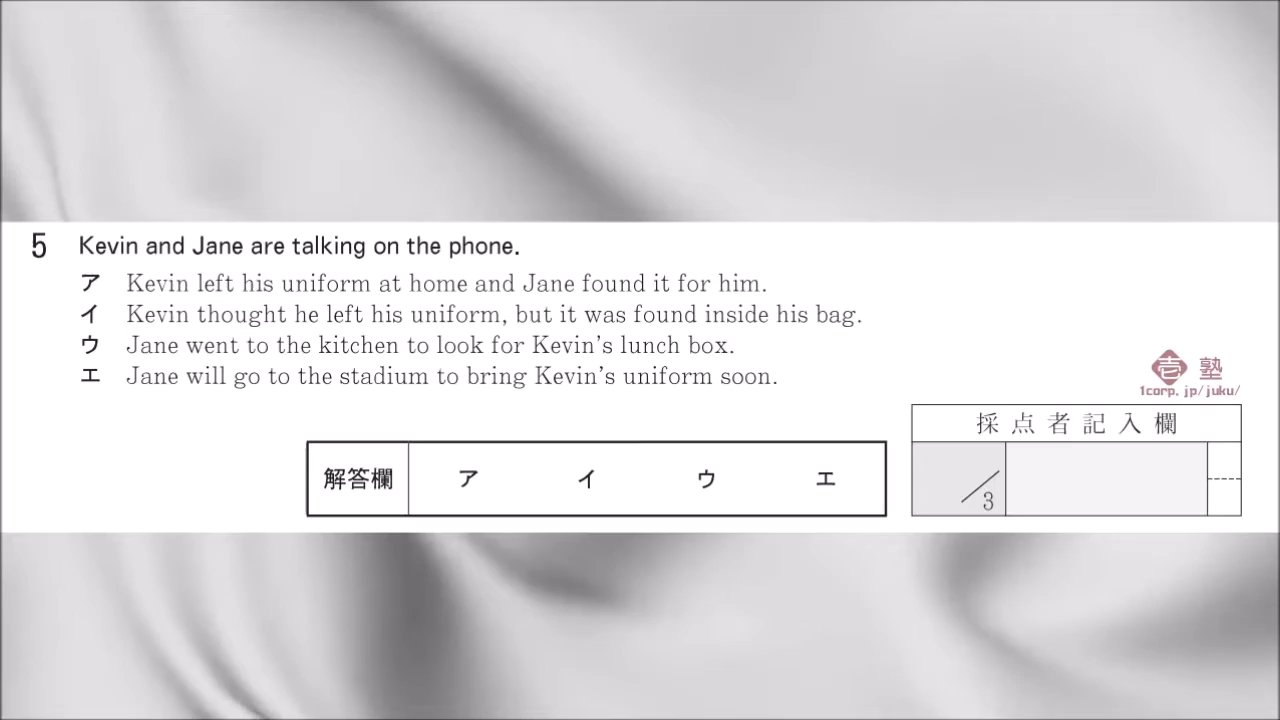 5 Kevin and Jane are talking on the phone.
ア Kevin left his uniform at home and Jane found it for him.
イ Kevin thought he left his uniform, but it was found inside his bag.
ウ Jane went to the kitchen to look for Kevin's lunch box.
エ Jane will go to the stadium to bring Kevin's uniform soon.
壱 塾
1corp.jp/juku/
採点者記入欄
解答欄 ア イ ウ エ
/3